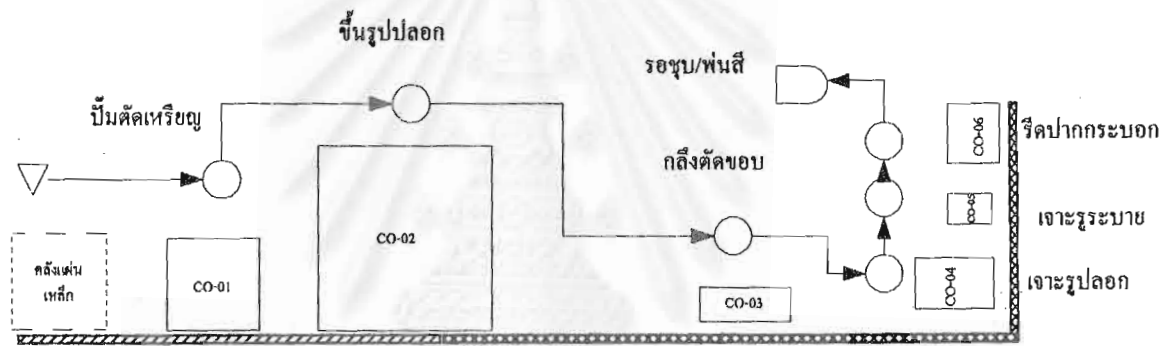 ขึ้นรูปปลอก
รอชุบ/พ่นสี
ปั๊มตัดเหรียญ
กลึงตัดขอบ
CO-06
รีดปากกระบอก
CO-05
เจาะรูระบาย
CO-02
คลังแผ่น
เหล็ก
CO-01
CO-03
CO-04
เจาะรูปลอก